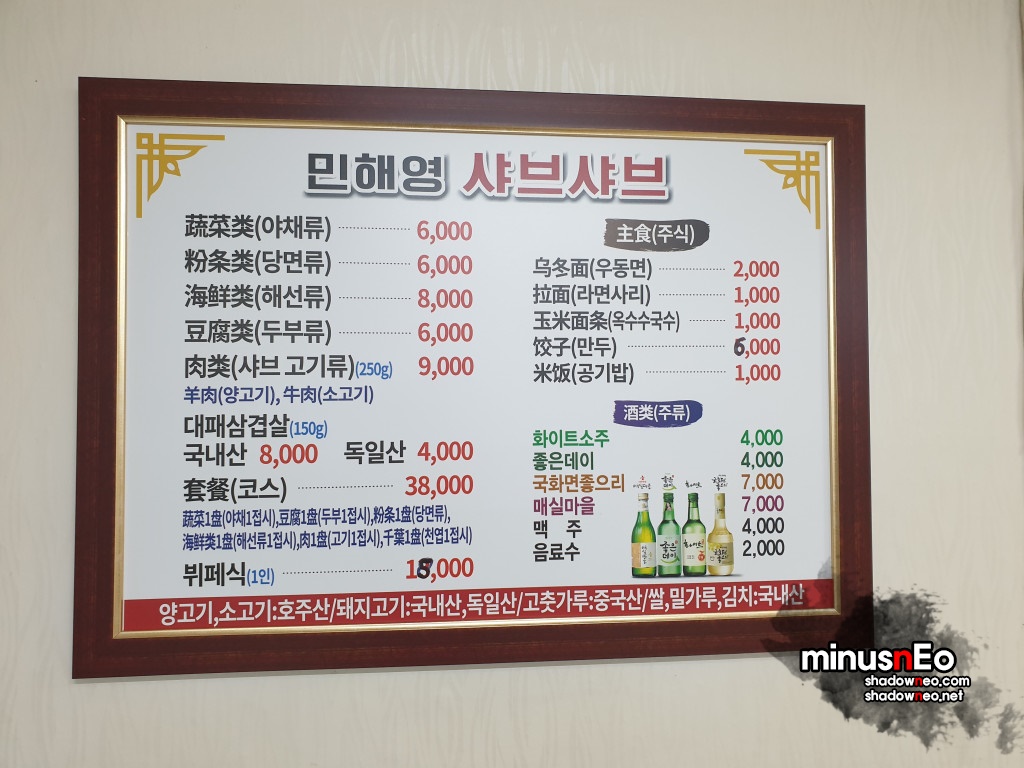 민해영 샤브샤브
蔬菜类(야채류) 6,000
粉条类(당면류) 6,000
海鲜类(해선류) 8,000
豆腐类(두부류) 6,000
肉类(샤브 고기류)(250g) 9,000
羊肉(양고기), 牛肉(소고기)
대패삼겹살(150g)
국내산 8,000 독일산 4,000
套餐(코스) 38,000
蔬菜1盘(야채1접시),豆腐1盘(두부1접시),粉条1盘(당면류),
海鲜类1盘(해선류1접시),肉1盘(고기1접시),千葉1盘(천엽1접시)
뷔페식(1인) 18,000
主食(주식)
乌冬面(우동면) 2,000
拉面(라면사리) 1,000
玉米面条(옥수수국수) 1,000
饺子(만두) 6,000
米饭(공기밥) 1,000
酒类(주류)
화이트소주 4,000
좋은데이 4,000
국화면좋으리 7,000
매실마을 7,000
맥 주 4,000
음료수 2,000
양고기,소고기:호주산/돼지고기:국내산,독일산/고춧가루:중국산/쌀,밀가루,김치:국내산
minusnEo
shadowneo.com
shadowneo.net